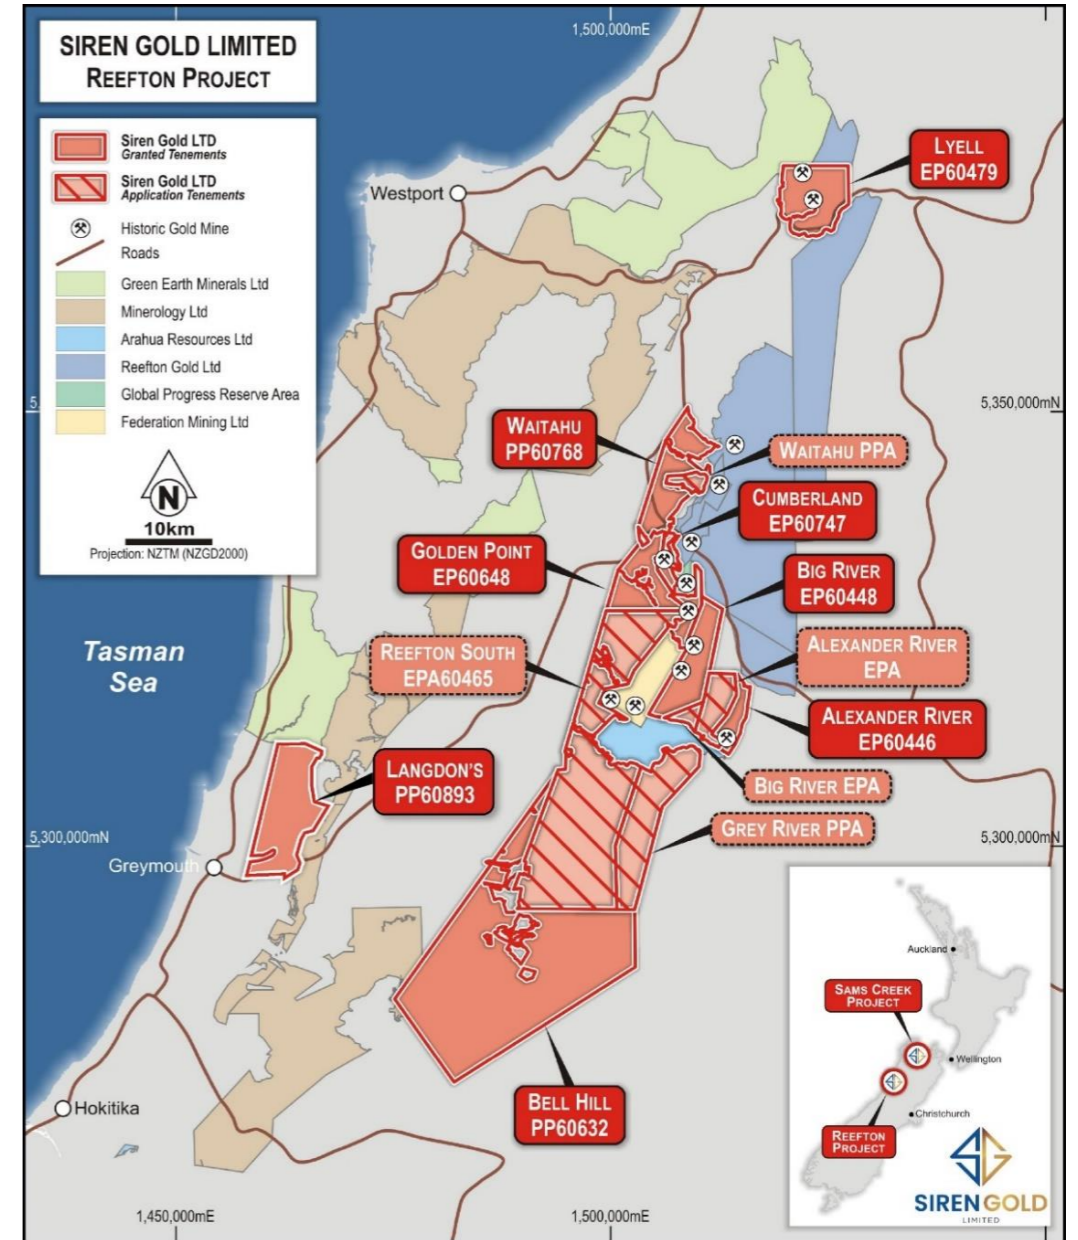 SIREN GOLD LIMITED
REEFTON PROJECT
Siren Gold LTD
Granted Tenements
Siren Gold LTD
Application Tenements
Historic Gold Mine
Roads
Green Earth Minerals Ltd
Minerology Ltd
Arahua Resources Ltd
Reefton Gold Ltd
Global Progress Reserve Area
Federation Mining Ltd
N
10km
Projection: NZTM (NZGD2000)
1,500,000mE
Westport
LYELL
EP60479
5,350,000mN
WAITAHU
PP60768
WAITAHU PPA
CUMBERLAND
EP60747
GOLDEN POINT
EP60648
BIG RIVER
EP60448
Tasman
Sea
REEFTON SOUTH
EPA60465
ALEXANDER RIVER
EPA
ALEXANDER RIVER
EP60446
LANGDON'S
PP60893
BIG RIVER EPA
GREY RIVER PPA
5,300,000mN
5,300,000mN
Greymouth
Hokitika
BELL HILL
PP60632
Auckland
SAMS CREEK
PROJECT
Wellington
Christchurch
REEFTON
PROJECT
SIREN GOLD
LIMITED
1,450,000mE
1,500,000mE